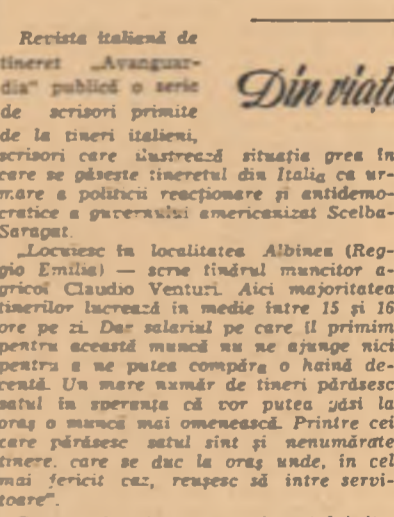 Revista italiană de
tineret „Avanguar-
dia" publică o serie
de scrisori primite
de la tineri italieni,
scrisori care ilustrează situația grea în
care se găsește tineretul din Italia ca ur-
mare a politicii reacționare și antidemo-
cratice a guvernului americanizat Scelba-
Saragat.
„Locuiesc în localitatea Albinea (Reg-
gio Emilia) — scrie tînărul muncitor a-
gricol Claudio Venturi. Aici majoritatea
tinerilor lucrează în medie între 15 și 16
ore pe zi. Dar salariul pe care îl primim
pentru această muncă nu ne ajunge nici
pentru a ne putea compăra o haină de-
centă. Un mare număr de tineri părăsesc
satul în speranța că vor putea găsi la
oraș o muncă mai omenească. Printre cei
care părăsesc satul sînt și nenumărate
tinere, care se duc la oraș unde, în cel
mai fericit caz, reușesc să intre servi-
toare".
Din viața